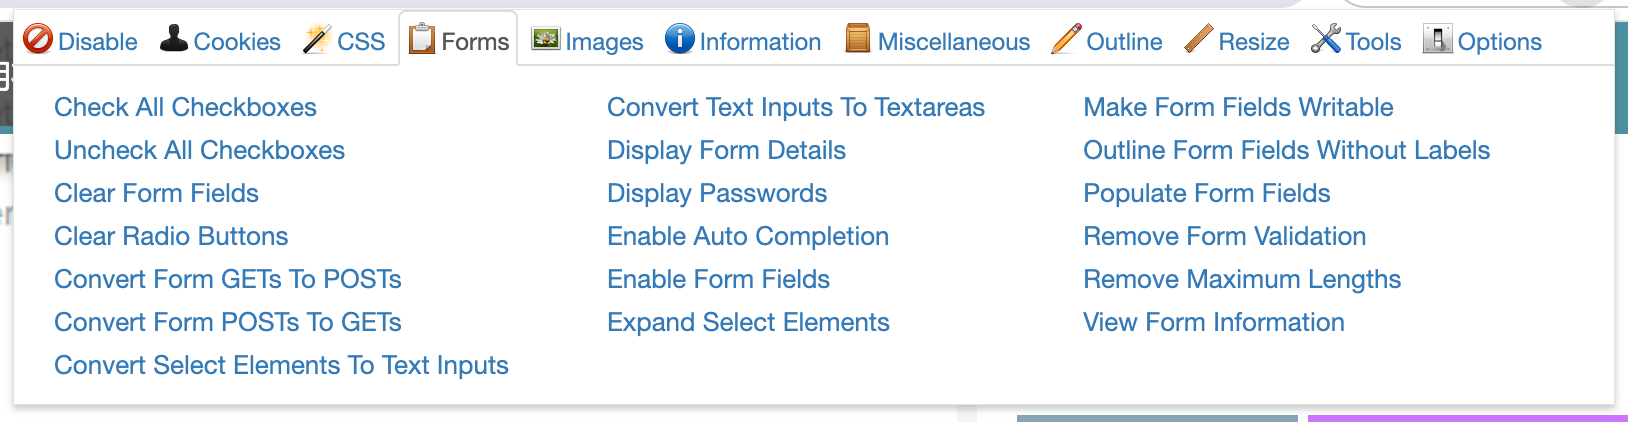 Disable Cookies CSS Forms Images Information Miscellaneous Outline Resize Tools Options
Check All Checkboxes
Uncheck All Checkboxes
Clear Form Fields
Clear Radio Buttons
Convert Form GETs To POSTs
Convert Form POSTs To GETs
Convert Select Elements To Text Inputs
Convert Text Inputs To Textareas
Display Form Details
Display Passwords
Enable Auto Completion
Enable Form Fields
Expand Select Elements
Make Form Fields Writable
Outline Form Fields Without Labels
Populate Form Fields
Remove Form Validation
Remove Maximum Lengths
View Form Information